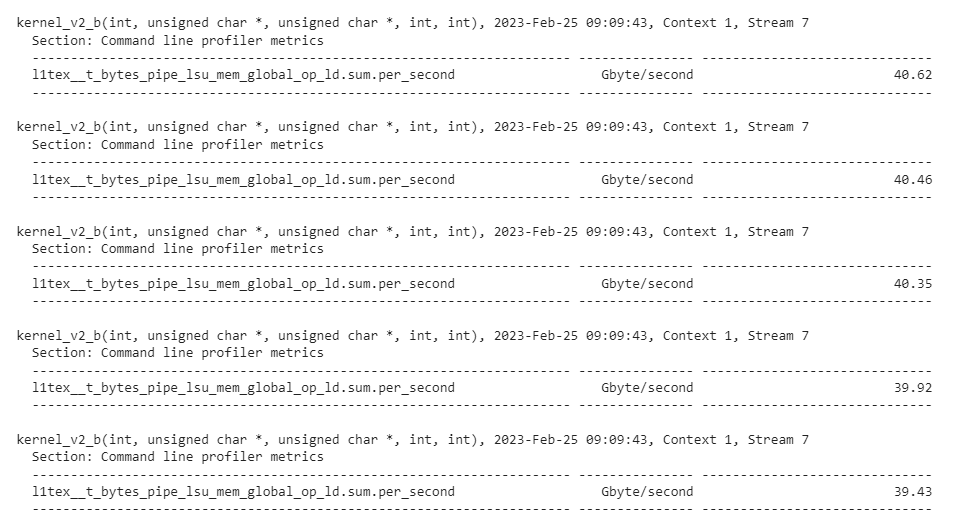 kernel_v2_b(int, unsigned char *, unsigned char *, int, int), 2023-Feb-25 09:09:43, Context 1, Stream 7
Section: Command line profiler metrics
---------------------------------------------------------------------- --------------- ------------------------------
l1tex__t_bytes_pipe_lsu_mem_global_op_ld.sum.per_second Gbyte/second 40.62
---------------------------------------------------------------------- --------------- ------------------------------
kernel_v2_b(int, unsigned char *, unsigned char *, int, int), 2023-Feb-25 09:09:43, Context 1, Stream 7
Section: Command line profiler metrics
---------------------------------------------------------------------- --------------- ------------------------------
l1tex__t_bytes_pipe_lsu_mem_global_op_ld.sum.per_second Gbyte/second 40.46
---------------------------------------------------------------------- --------------- ------------------------------
kernel_v2_b(int, unsigned char *, unsigned char *, int, int), 2023-Feb-25 09:09:43, Context 1, Stream 7
Section: Command line profiler metrics
---------------------------------------------------------------------- --------------- ------------------------------
l1tex__t_bytes_pipe_lsu_mem_global_op_ld.sum.per_second Gbyte/second 40.35
---------------------------------------------------------------------- --------------- ------------------------------
kernel_v2_b(int, unsigned char *, unsigned char *, int, int), 2023-Feb-25 09:09:43, Context 1, Stream 7
Section: Command line profiler metrics
---------------------------------------------------------------------- --------------- ------------------------------
l1tex__t_bytes_pipe_lsu_mem_global_op_ld.sum.per_second Gbyte/second 39.92
---------------------------------------------------------------------- --------------- ------------------------------
kernel_v2_b(int, unsigned char *, unsigned char *, int, int), 2023-Feb-25 09:09:43, Context 1, Stream 7
Section: Command line profiler metrics
---------------------------------------------------------------------- --------------- ------------------------------
l1tex__t_bytes_pipe_lsu_mem_global_op_ld.sum.per_second Gbyte/second 39.43
---------------------------------------------------------------------- --------------- ------------------------------